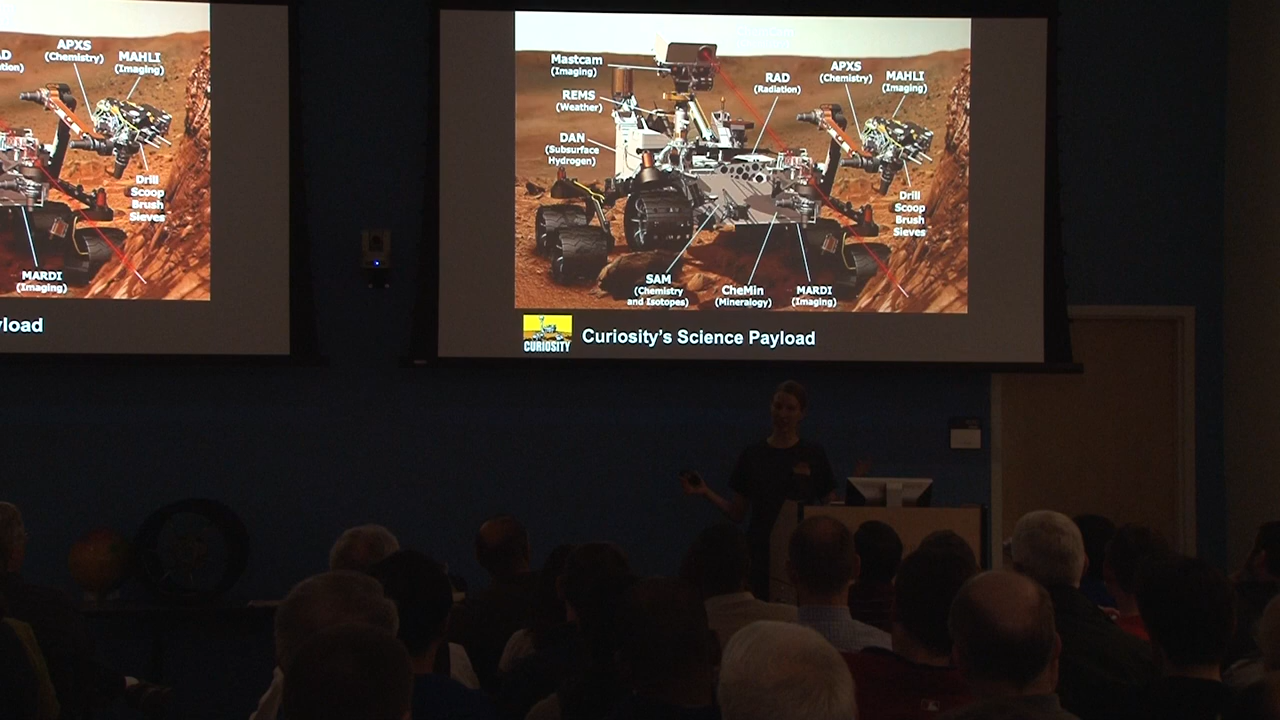 APXS
(Chemistry)
MAHLI
(Imaging)
Drill
Scoop
Brush
Sieves
MARDI
(Imaging)
Mastcam
(Imaging)
REMS
(Weather)
DAN
(Subsurface
Hydrogen)
RAD
(Radiation)
APXS
(Chemistry)
MAHLI
(Imaging)
Drill
Scoop
Brush
Sieves
SAM
(Chemistry
and Isotopes)
CheMin
(Mineralogy)
MARDI
(Imaging)
CURIOSITY
Curiosity's Science Payload